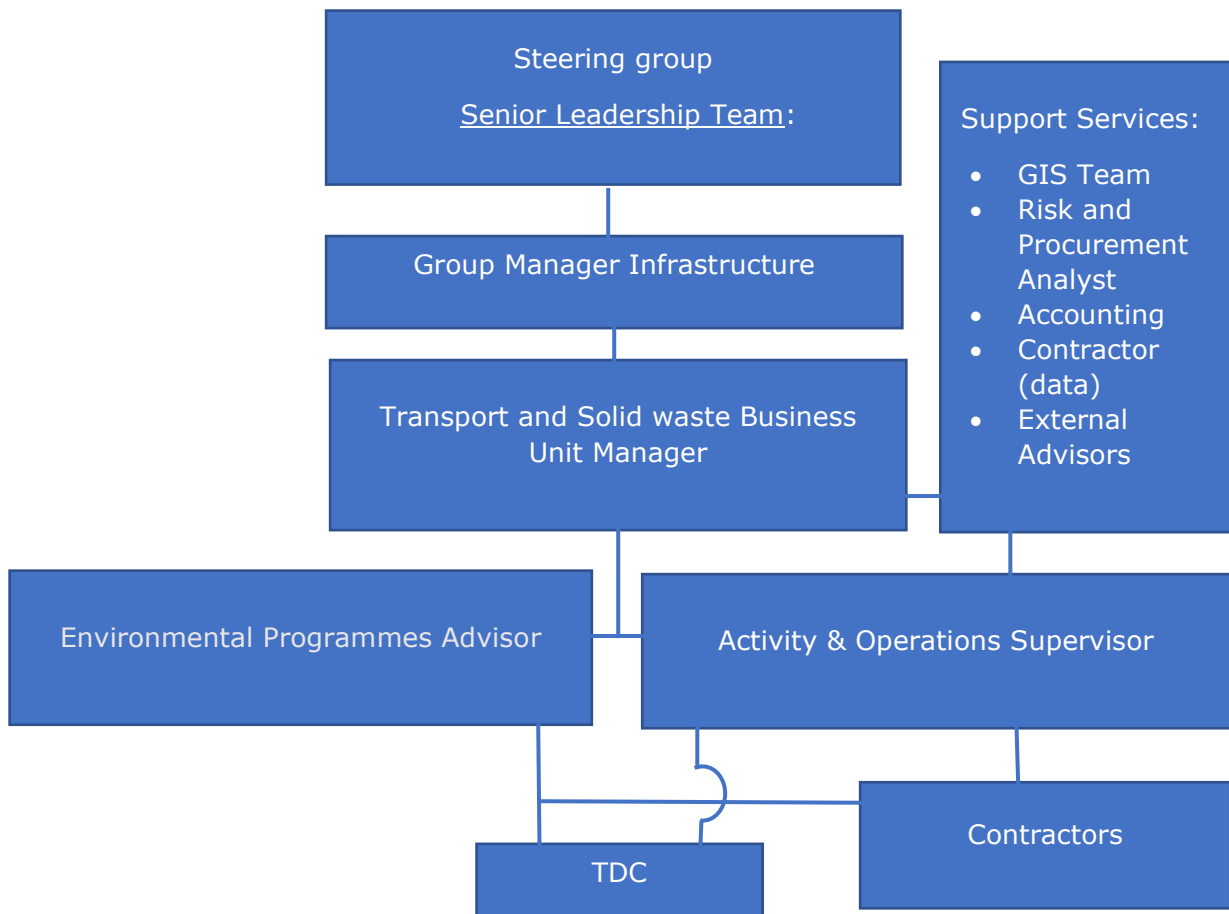 Steering group
Senior Leadership Team:
Support Services:
• GIS Team
• Risk and
Procurement
Analyst
• Accounting
• Contractor
(data)
• External
Advisors
Group Manager Infrastructure
Transport and Solid waste Business
Unit Manager
Environmental Programmes Advisor
Activity & Operations Supervisor
Contractors
TDC